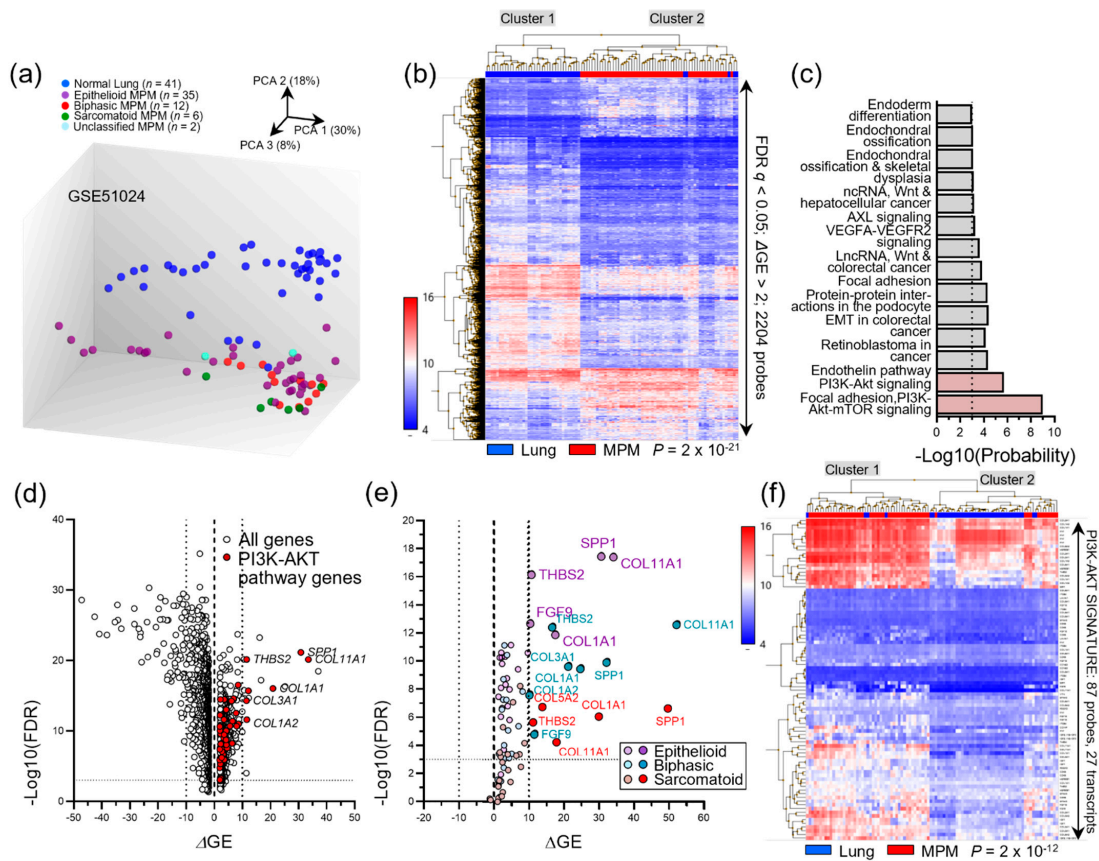 (a)
Normal Lung (n = 41)
Epithelioid MPM (n = 35)
Biphasic MPM (n = 12)
Sarcomatoid MPM (n = 6)
Unclassified MPM (n = 2)
PCA 2 (18%)
PCA 1 (30%)
PCA 3 (8%)
GSE51024
(b)
Cluster 1
Cluster 2
16
10
4
FDR q < 0.05; ΔGE > 2; 2204 probes
Lung
MPM
P = 2 x 10-21
(c)
Endoderm
differentiation
Endochondral
ossification
Endochondral
ossification & skeletal
dysplasia
ncRNA, Wnt &
hepatocellular cancer
AXL signaling
VEGFA-VEGFR2
signaling
LncRNA, Wnt &
colorectal cancer
Focal adhesion
Protein-protein inter-
actions in the podocyte
EMT in colorectal
cancer
Retinoblastoma in
cancer
Endothelin pathway
PI3K-Akt signaling
Focal adhesion,PI3K-
Akt-mTOR signaling
0 2 4 6 8 10
-Log10(Probability)
(d)
-Log10(FDR)
40
30
20
10
0
All genes
PI3K-AKT
pathway genes
SPP1
THBS2
COL11A1
COL1A1
COL3A1
COL1A2
-50 -40 -30 -20 -10 0 10 20 30 40 50
ΔGE
(e)
-Log10(FDR)
20
18
16
14
12
10
8
6
4
2
0
SPP1
COL11A1
THBS2
FGF9
THBS2
COL11A1
COL1A1
COL3A1
COL1A1
SPP1
COL1A2
COL5A2
COL1A1
SPP1
THBS2
FGF9
COL11A1
Epithelioid
Biphasic
Sarcomatoid
-20 -10 0 10 20 30 40 50 60
ΔGE
(f)
Cluster 1
Cluster 2
16
10
4
PI3K-AKT SIGNATURE: 87 probes, 27 transcripts
Lung
MPM
P = 2 x 10-12